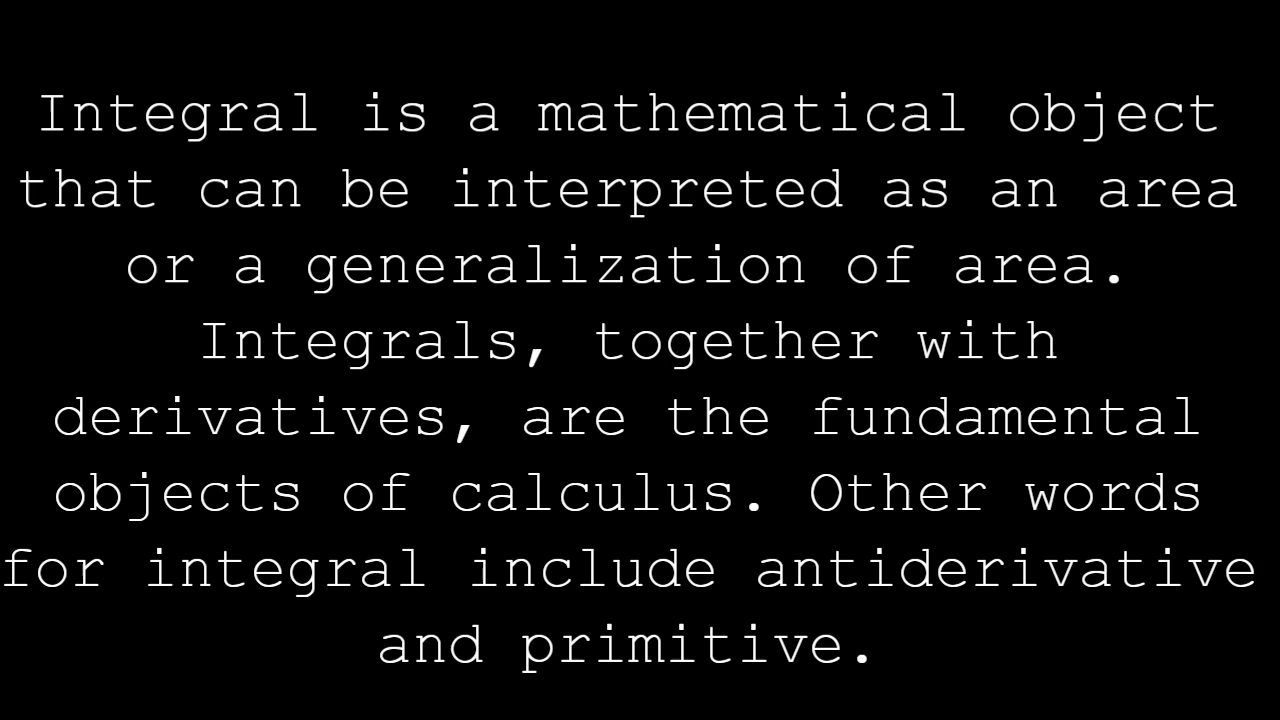 Integral is a mathematical object
that can be interpreted as an area
or a generalization of area.
Integrals, together with
derivatives, are the fundamental
objects of calculus. Other words
for integral include antiderivative
and primitive.